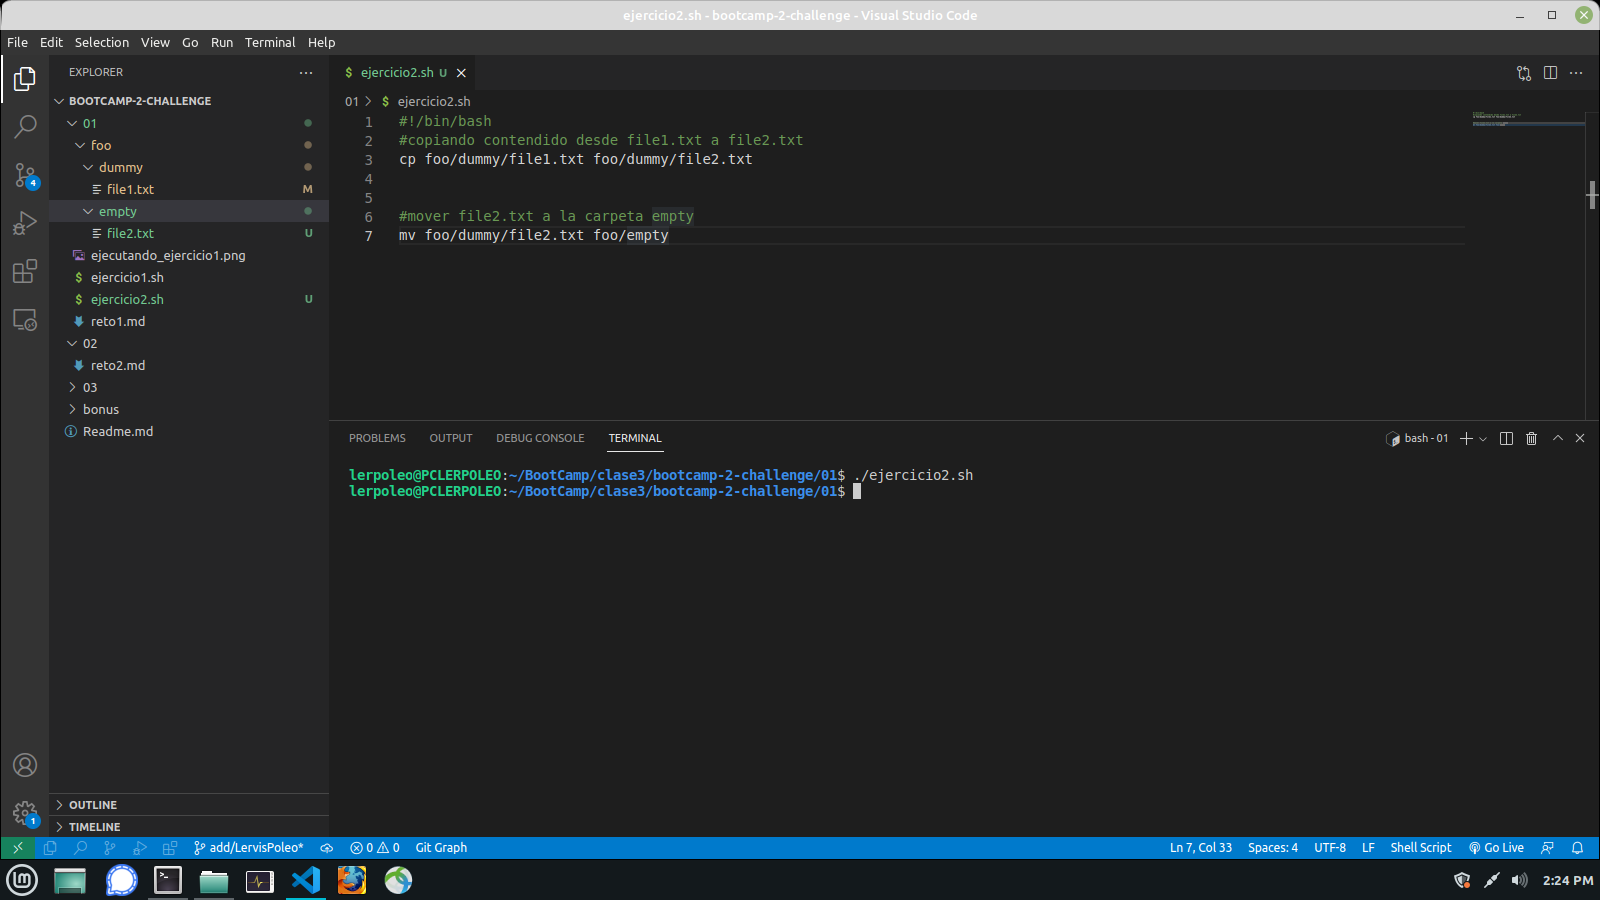 ejercicio2.sh - bootcamp-2-challenge - Visual Studio Code
File Edit Selection View Go Run Terminal Help
EXPLORER
BOOTCAMP-2-CHALLENGE
01
foo
dummy
file1.txt M
empty
file2.txt U
ejecutando_ejercicio1.png
$ ejercicio1.sh
$ ejercicio2.sh U
reto1.md
02
reto2.md
03
bonus
Readme.md
OUTLINE
TIMELINE
4
1
$ ejercicio2.sh U
01 > $ ejercicio2.sh
1 #!/bin/bash
2 #copiando contendido desde file1.txt a file2.txt
3 cp foo/dummy/file1.txt foo/dummy/file2.txt
4
5
6 #mover file2.txt a la carpeta empty
7 mv foo/dummy/file2.txt foo/empty
PROBLEMS OUTPUT DEBUG CONSOLE TERMINAL
bash - 01
lerpoleo@PCLERPOLEO:~/BootCamp/clase3/bootcamp-2-challenge/01$ ./ejercicio2.sh
lerpoleo@PCLERPOLEO:~/BootCamp/clase3/bootcamp-2-challenge/01$
add/LervisPoleo* 0 0 Git Graph
Ln 7, Col 33 Spaces: 4 UTF-8 LF Shell Script Go Live
2:24 PM